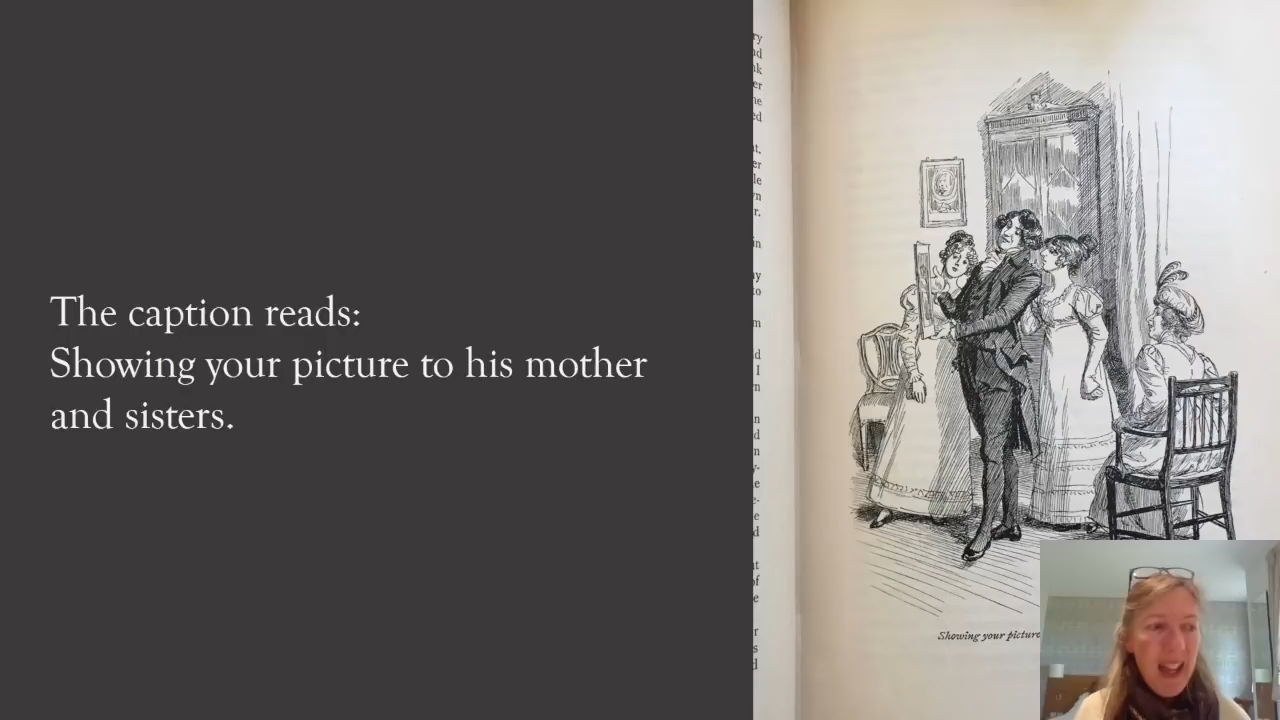 The caption reads:
Showing your picture to his mother
and sisters.
Showing your picture